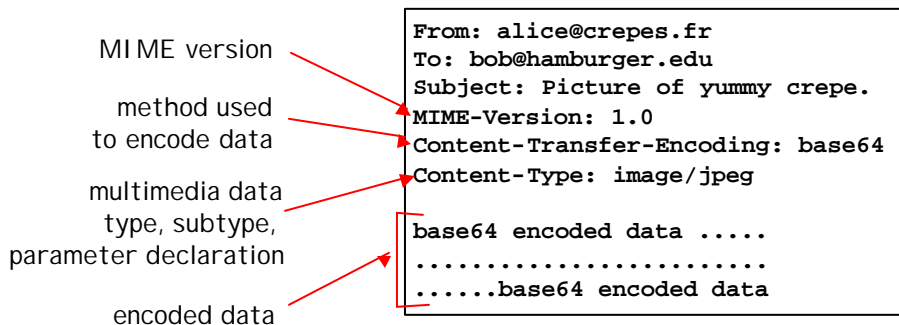 MIME version
method used
to encode data
multimedia data
type, subtype,
parameter declaration
encoded data
From: alice@crepes.fr
To: bob@hamburger.edu
Subject: Picture of yummy crepe.
MIME-Version: 1.0
Content-Transfer-Encoding: base64
Content-Type: image/jpeg
base64 encoded data .....
.........................
......base64 encoded data